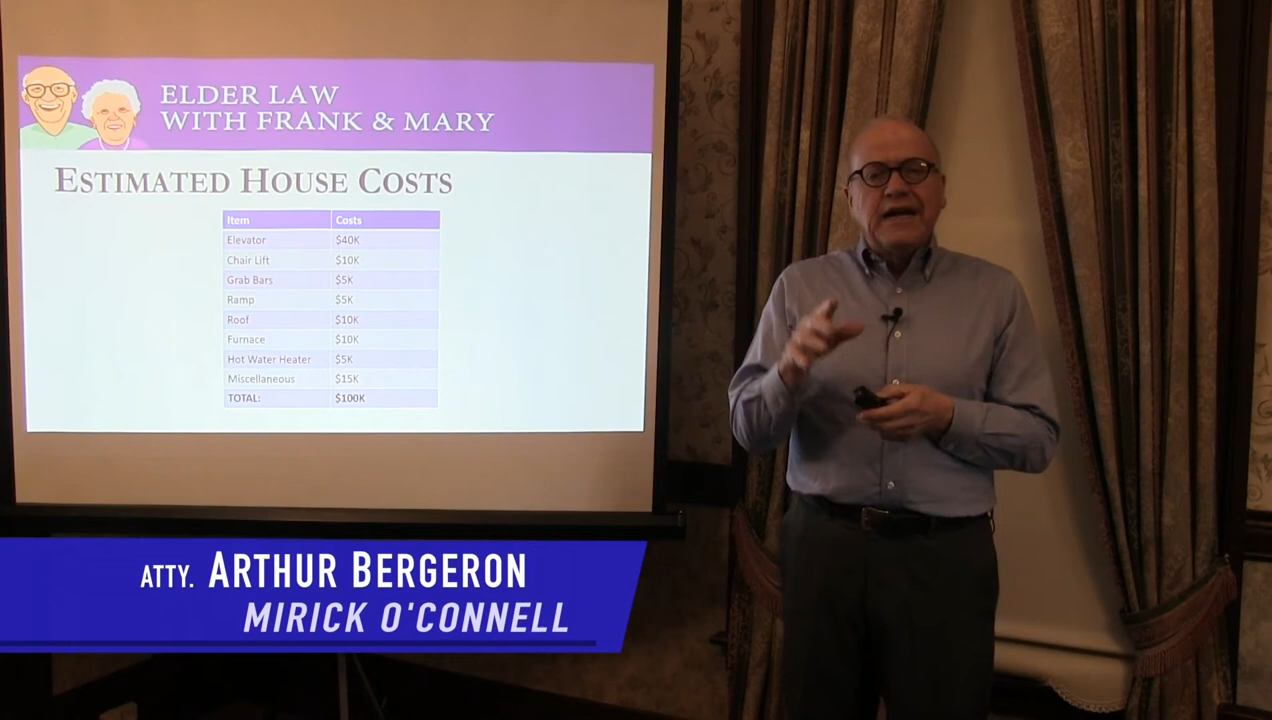 ELDER LAW
WITH FRANK & MARY
ESTIMATED HOUSE COSTS
Item Costs
Elevator $40K
Chair Lift $10K
Grab Bars $5K
Ramp $5K
Roof $10K
Furnace $10K
Hot Water Heater $5K
Miscellaneous $15K
TOTAL: $100K
ATTY. ARTHUR BERGERON
MIRICK O'CONNELL